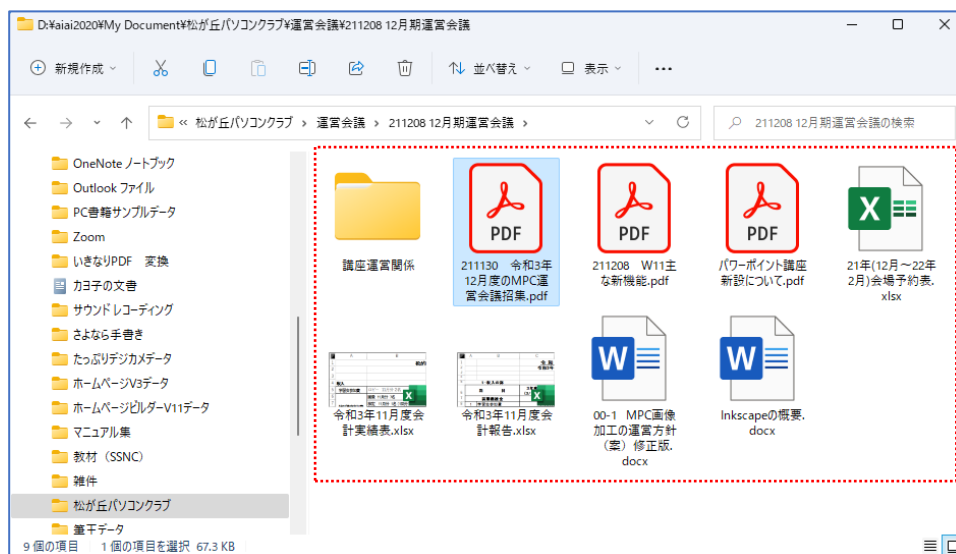 D:¥aiai2020¥My Document¥松が丘パソコンクラブ¥運営会議¥211208 12月期運営会議
新規作成
並べ替え
表示
松が丘パソコンクラブ
運営会議
211208 12月期運営会議
211208 12月期運営会議の検索
OneNote ノートブック
Outlook ファイル
PC書籍サンプルデータ
Zoom
いきなりPDF 変換
カヨ子の文書
サウンド レコーディング
さよなら手書き
たっぷりデジカメデータ
ホームページV3データ
ホームページビルダーV11データ
マニュアル集
教材（SSNC）
雑件
松が丘パソコンクラブ
筆王データ
PDF
PDF
PDF
X
講座運営関係
211130 令和3年
12月度のMPC運
営会議招集.pdf
211208 W11主
な新機能.pdf
パワーポイント講座
新設について.pdf
21年(12月～22年
2月)会場予約表.
xlsx
W
W
令和3年11月度会
計実績表.xlsx
令和3年11月度会
計報告.xlsx
00-1 MPC画像
加工の運営方針
（案）修正版.
docx
Inkscapeの概要.
docx
9 個の項目
1 個の項目を選択 67.3 KB